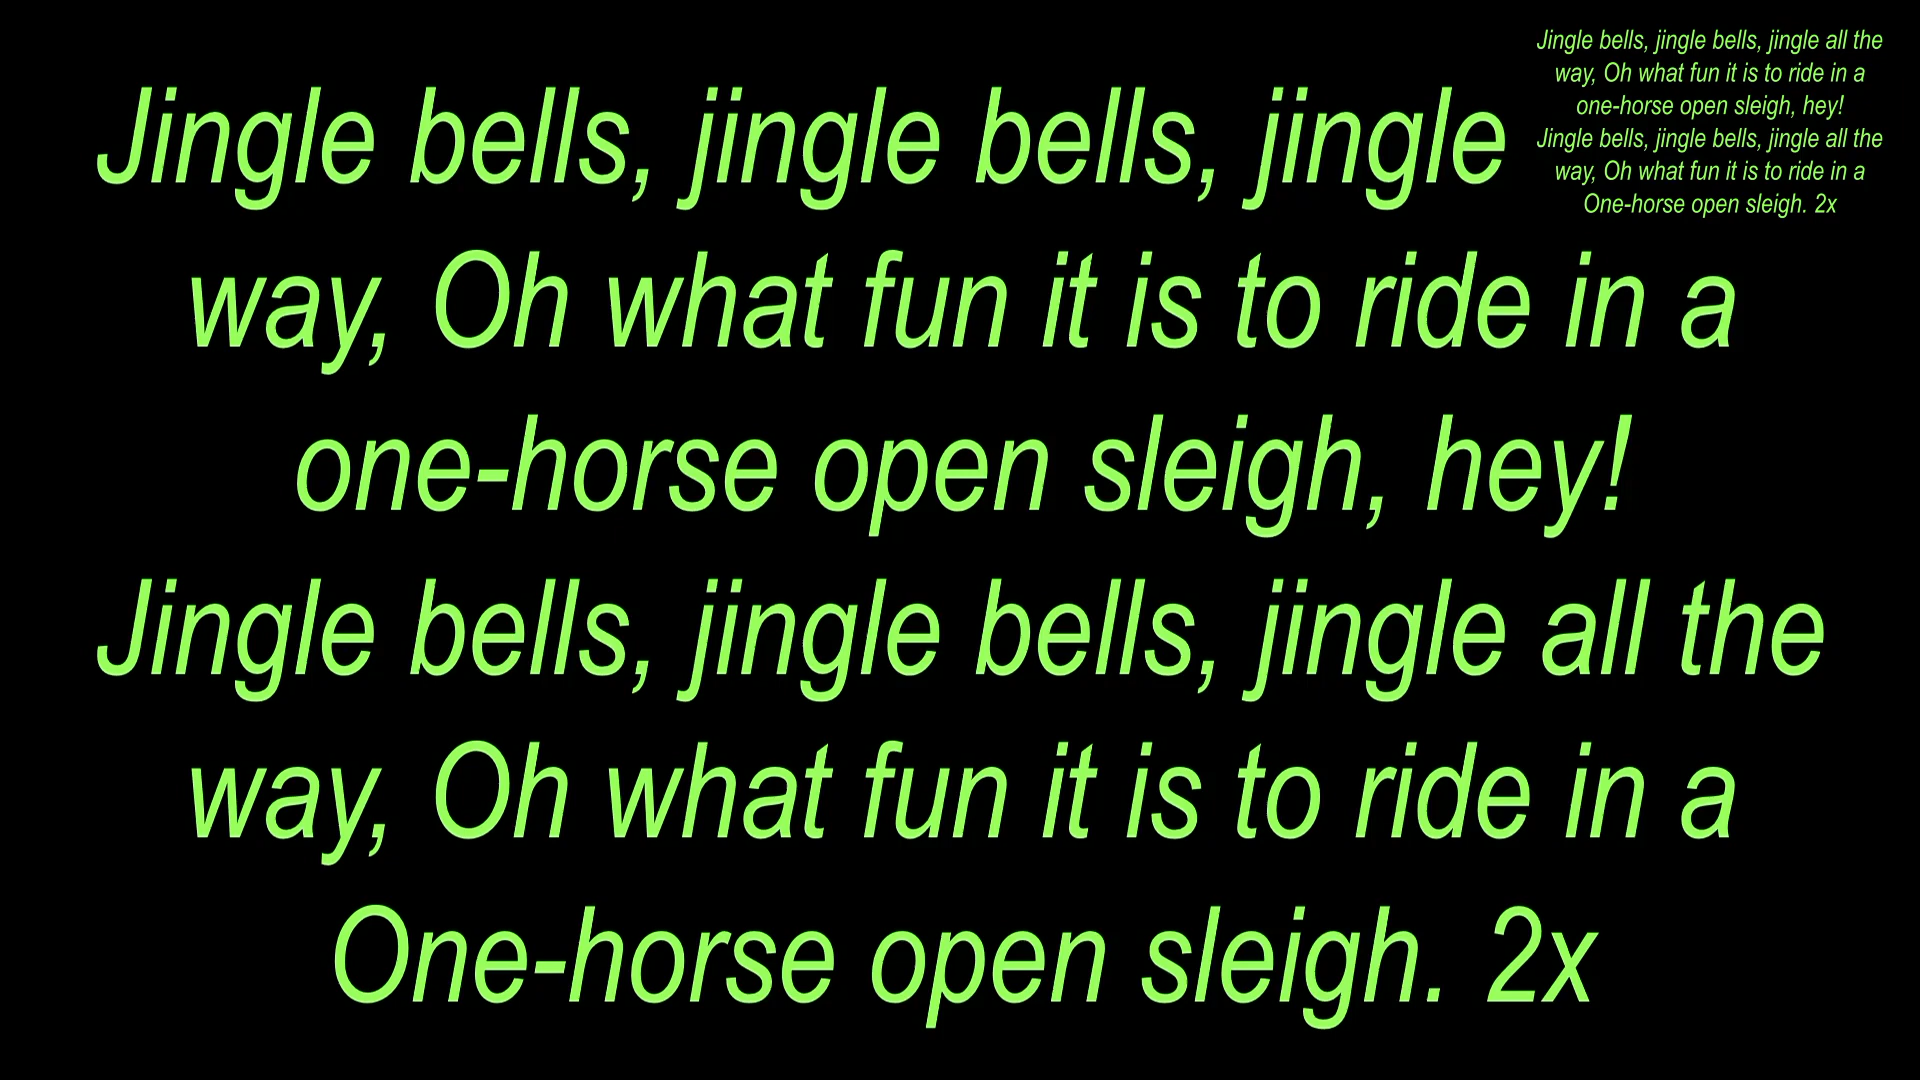 Jingle bells, jingle bells, jingle
way, Oh what fun it is to ride in a
one-horse open sleigh, hey!
Jingle bells, jingle bells, jingle all the
way, Oh what fun it is to ride in a
One-horse open sleigh. 2x
Jingle bells, jingle bells, jingle all the
way, Oh what fun it is to ride in a
one-horse open sleigh, hey!
Jingle bells, jingle bells, jingle all the
way, Oh what fun it is to ride in a
One-horse open sleigh. 2x